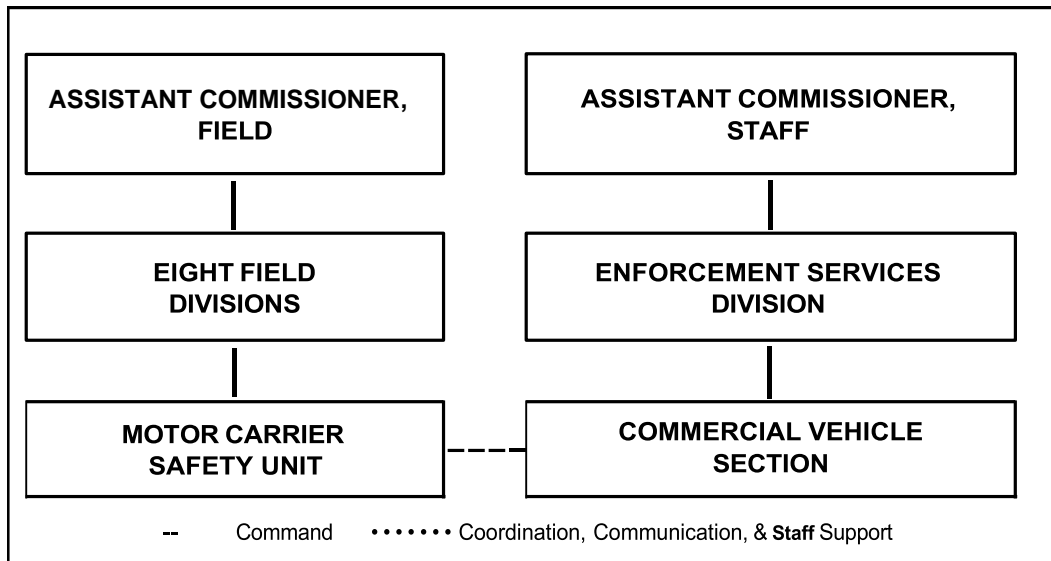 ASSISTANT COMMISSIONER,
FIELD
ASSISTANT COMMISSIONER,
STAFF
EIGHT FIELD
DIVISIONS
ENFORCEMENT SERVICES
DIVISION
MOTOR CARRIER
SAFETY UNIT
COMMERCIAL VEHICLE
SECTION
-- Command ······· Coordination, Communication, & Staff Support